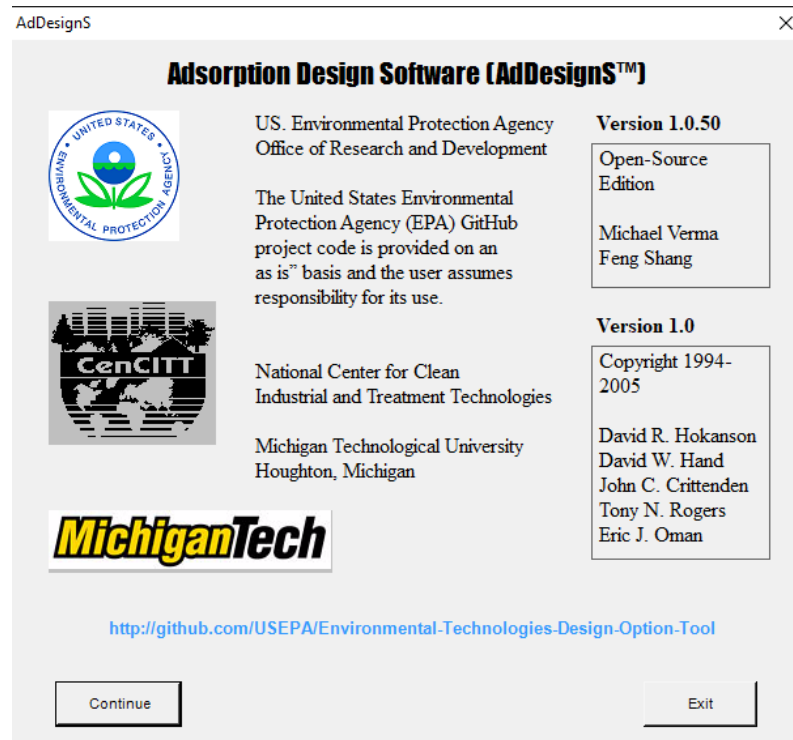 AdDesignS
Adsorption Design Software (AdDesignS™)
UNITED STATES
ENVIRONMENTAL PROTECTION AGENCY
US. Environmental Protection Agency
Office of Research and Development
The United States Environmental
Protection Agency (EPA) GitHub
project code is provided on an
as is” basis and the user assumes
responsibility for its use.
Version 1.0.50
Open-Source
Edition
Michael Verma
Feng Shang
CenCITT
National Center for Clean
Industrial and Treatment Technologies
Michigan Technological University
Houghton, Michigan
Version 1.0
Copyright 1994-
2005
David R. Hokanson
David W. Hand
John C. Crittenden
Tony N. Rogers
Eric J. Oman
MichiganTech
http://github.com/USEPA/Environmental-Technologies-Design-Option-Tool
Continue
Exit